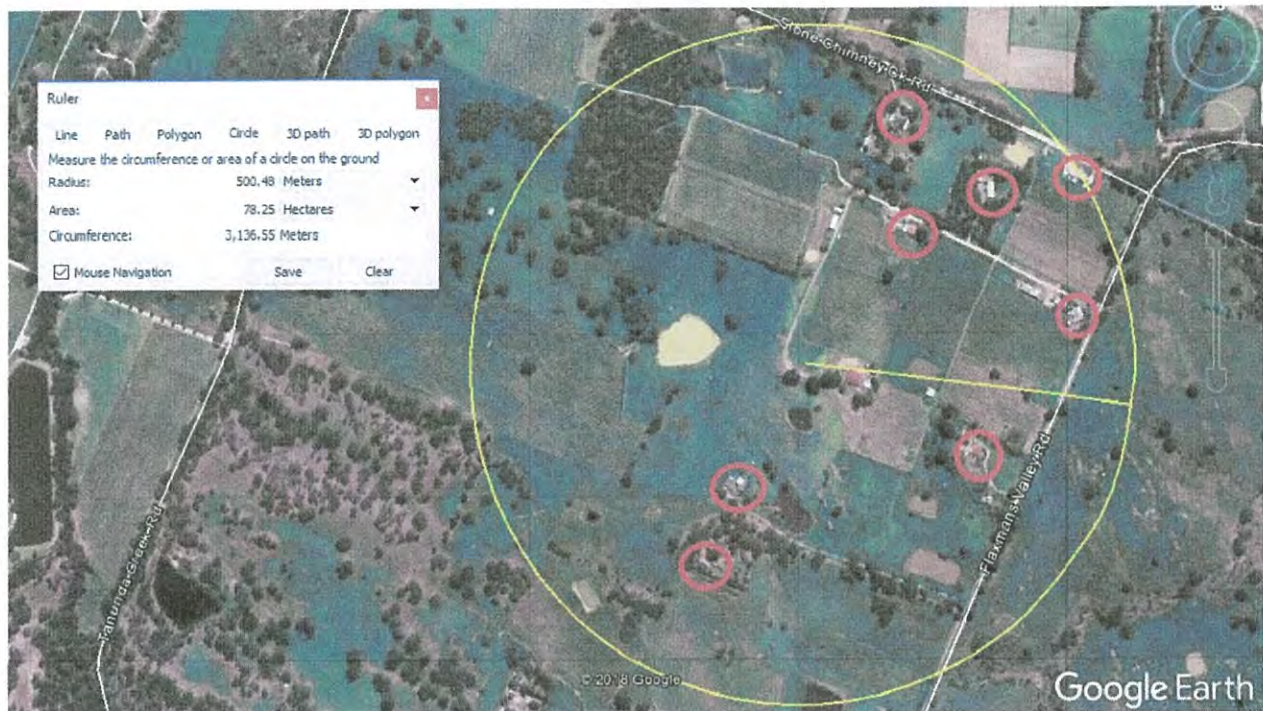 Ruler
Line Path Polygon Circle 3D path 3D polygon
Measure the circumference or area of a circle on the ground
Radius: 500.48 Meters
Area: 78.25 Hectares
Circumference: 3,136.55 Meters
Mouse Navigation Save Clear
Stone Chimney Ck Rd
Flaxmans Valley Rd
Tanunda Creek Rd
© 2018 Google
Google Earth